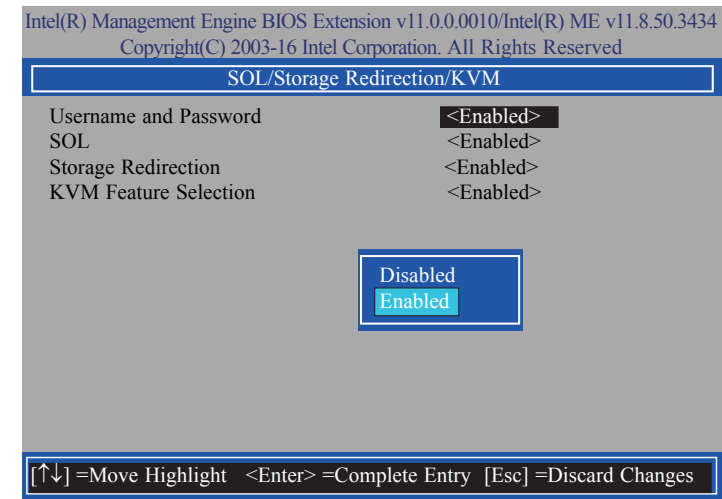 Intel(R) Management Engine BIOS Extension v11.0.0.0010/Intel(R) ME v11.8.50.3434
Copyright(C) 2003-16 Intel Corporation. All Rights Reserved
SOL/Storage Redirection/KVM
Username and Password <Enabled>
SOL <Enabled>
Storage Redirection <Enabled>
KVM Feature Selection <Enabled>
Disabled
Enabled
[↑↓] =Move Highlight <Enter> =Complete Entry [Esc] =Discard Changes